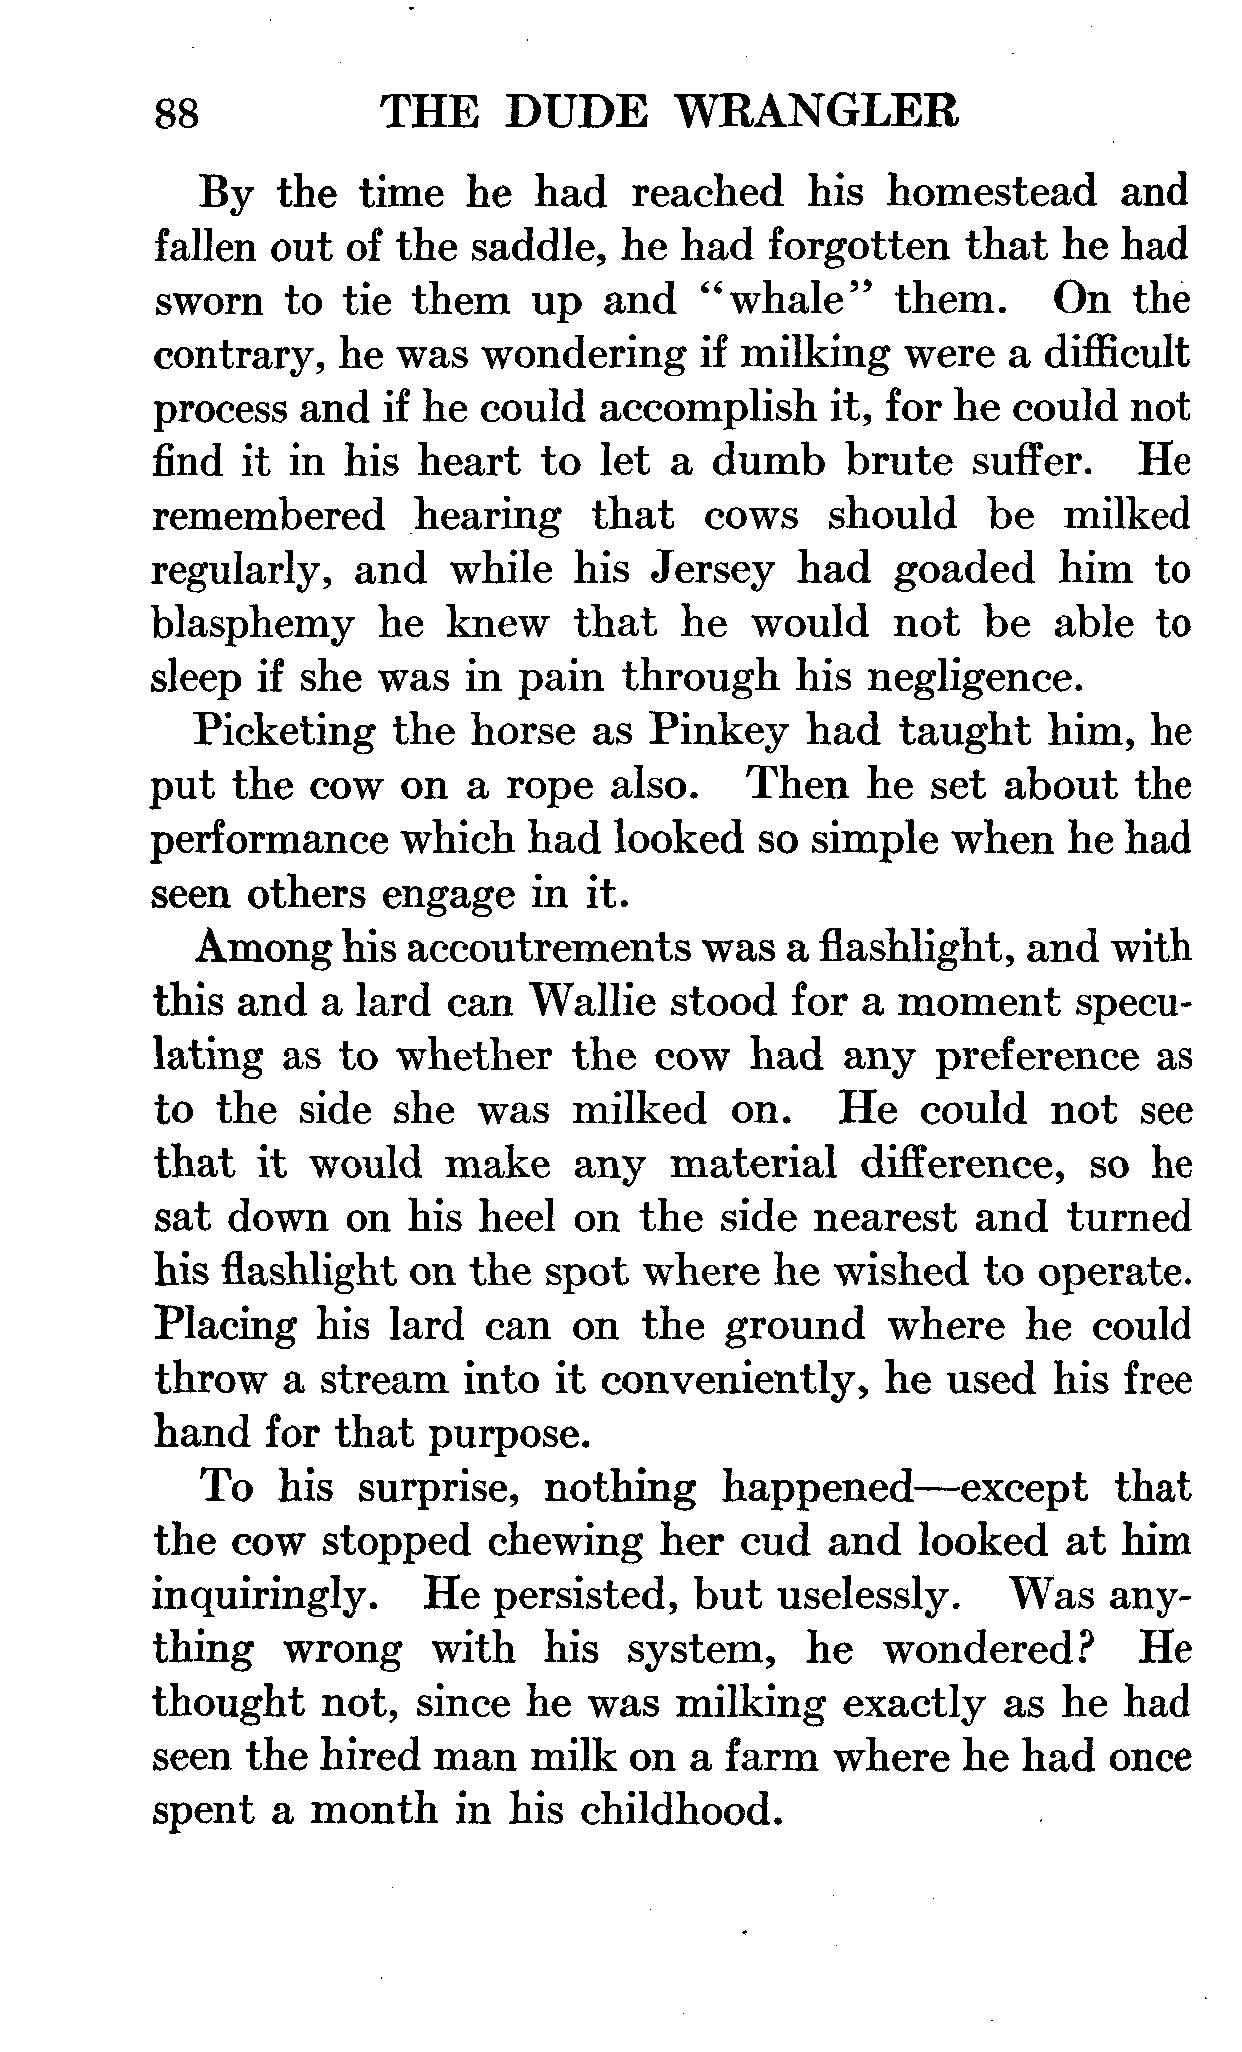 88 THE DUDE WRANGLER
By the time he had reached his homestead and
fallen out of the saddle, he had forgotten that he had
sworn to tie them up and “whale” them. On the
contrary, he was wondering if milking were a difficult
process and if he could accomplish it, for he could not
find it in his heart to let a dumb brute suffer. He
remembered hearing that cows should be milked
regularly, and while his Jersey had goaded him to
blasphemy he knew that he would not be able to
sleep if she was in pain through his negligence.
Picketing the horse as Pinkey had taught him, he
put the cow on a rope also. Then he set about the
performance which had looked so simple when he had
seen others engage in it.
Among his accoutrements was a flashlight, and with
this and a lard can Wallie stood for a moment specu-
lating as to whether the cow had any preference as
to the side she was milked on. He could not see
that it would make any material difference, so he
sat down on his heel on the side nearest and turned
his flashlight on the spot where he wished to operate.
Placing his lard can on the ground where he could
throw a stream into it conveniently, he used his free
hand for that purpose.
To his surprise, nothing happened—except that
the cow stopped chewing her cud and looked at him
inquiringly. He persisted, but uselessly. Was any-
thing wrong with his system, he wondered? He
thought not, since he was milking exactly as he had
seen the hired man milk on a farm where he had once
spent a month in his childhood.